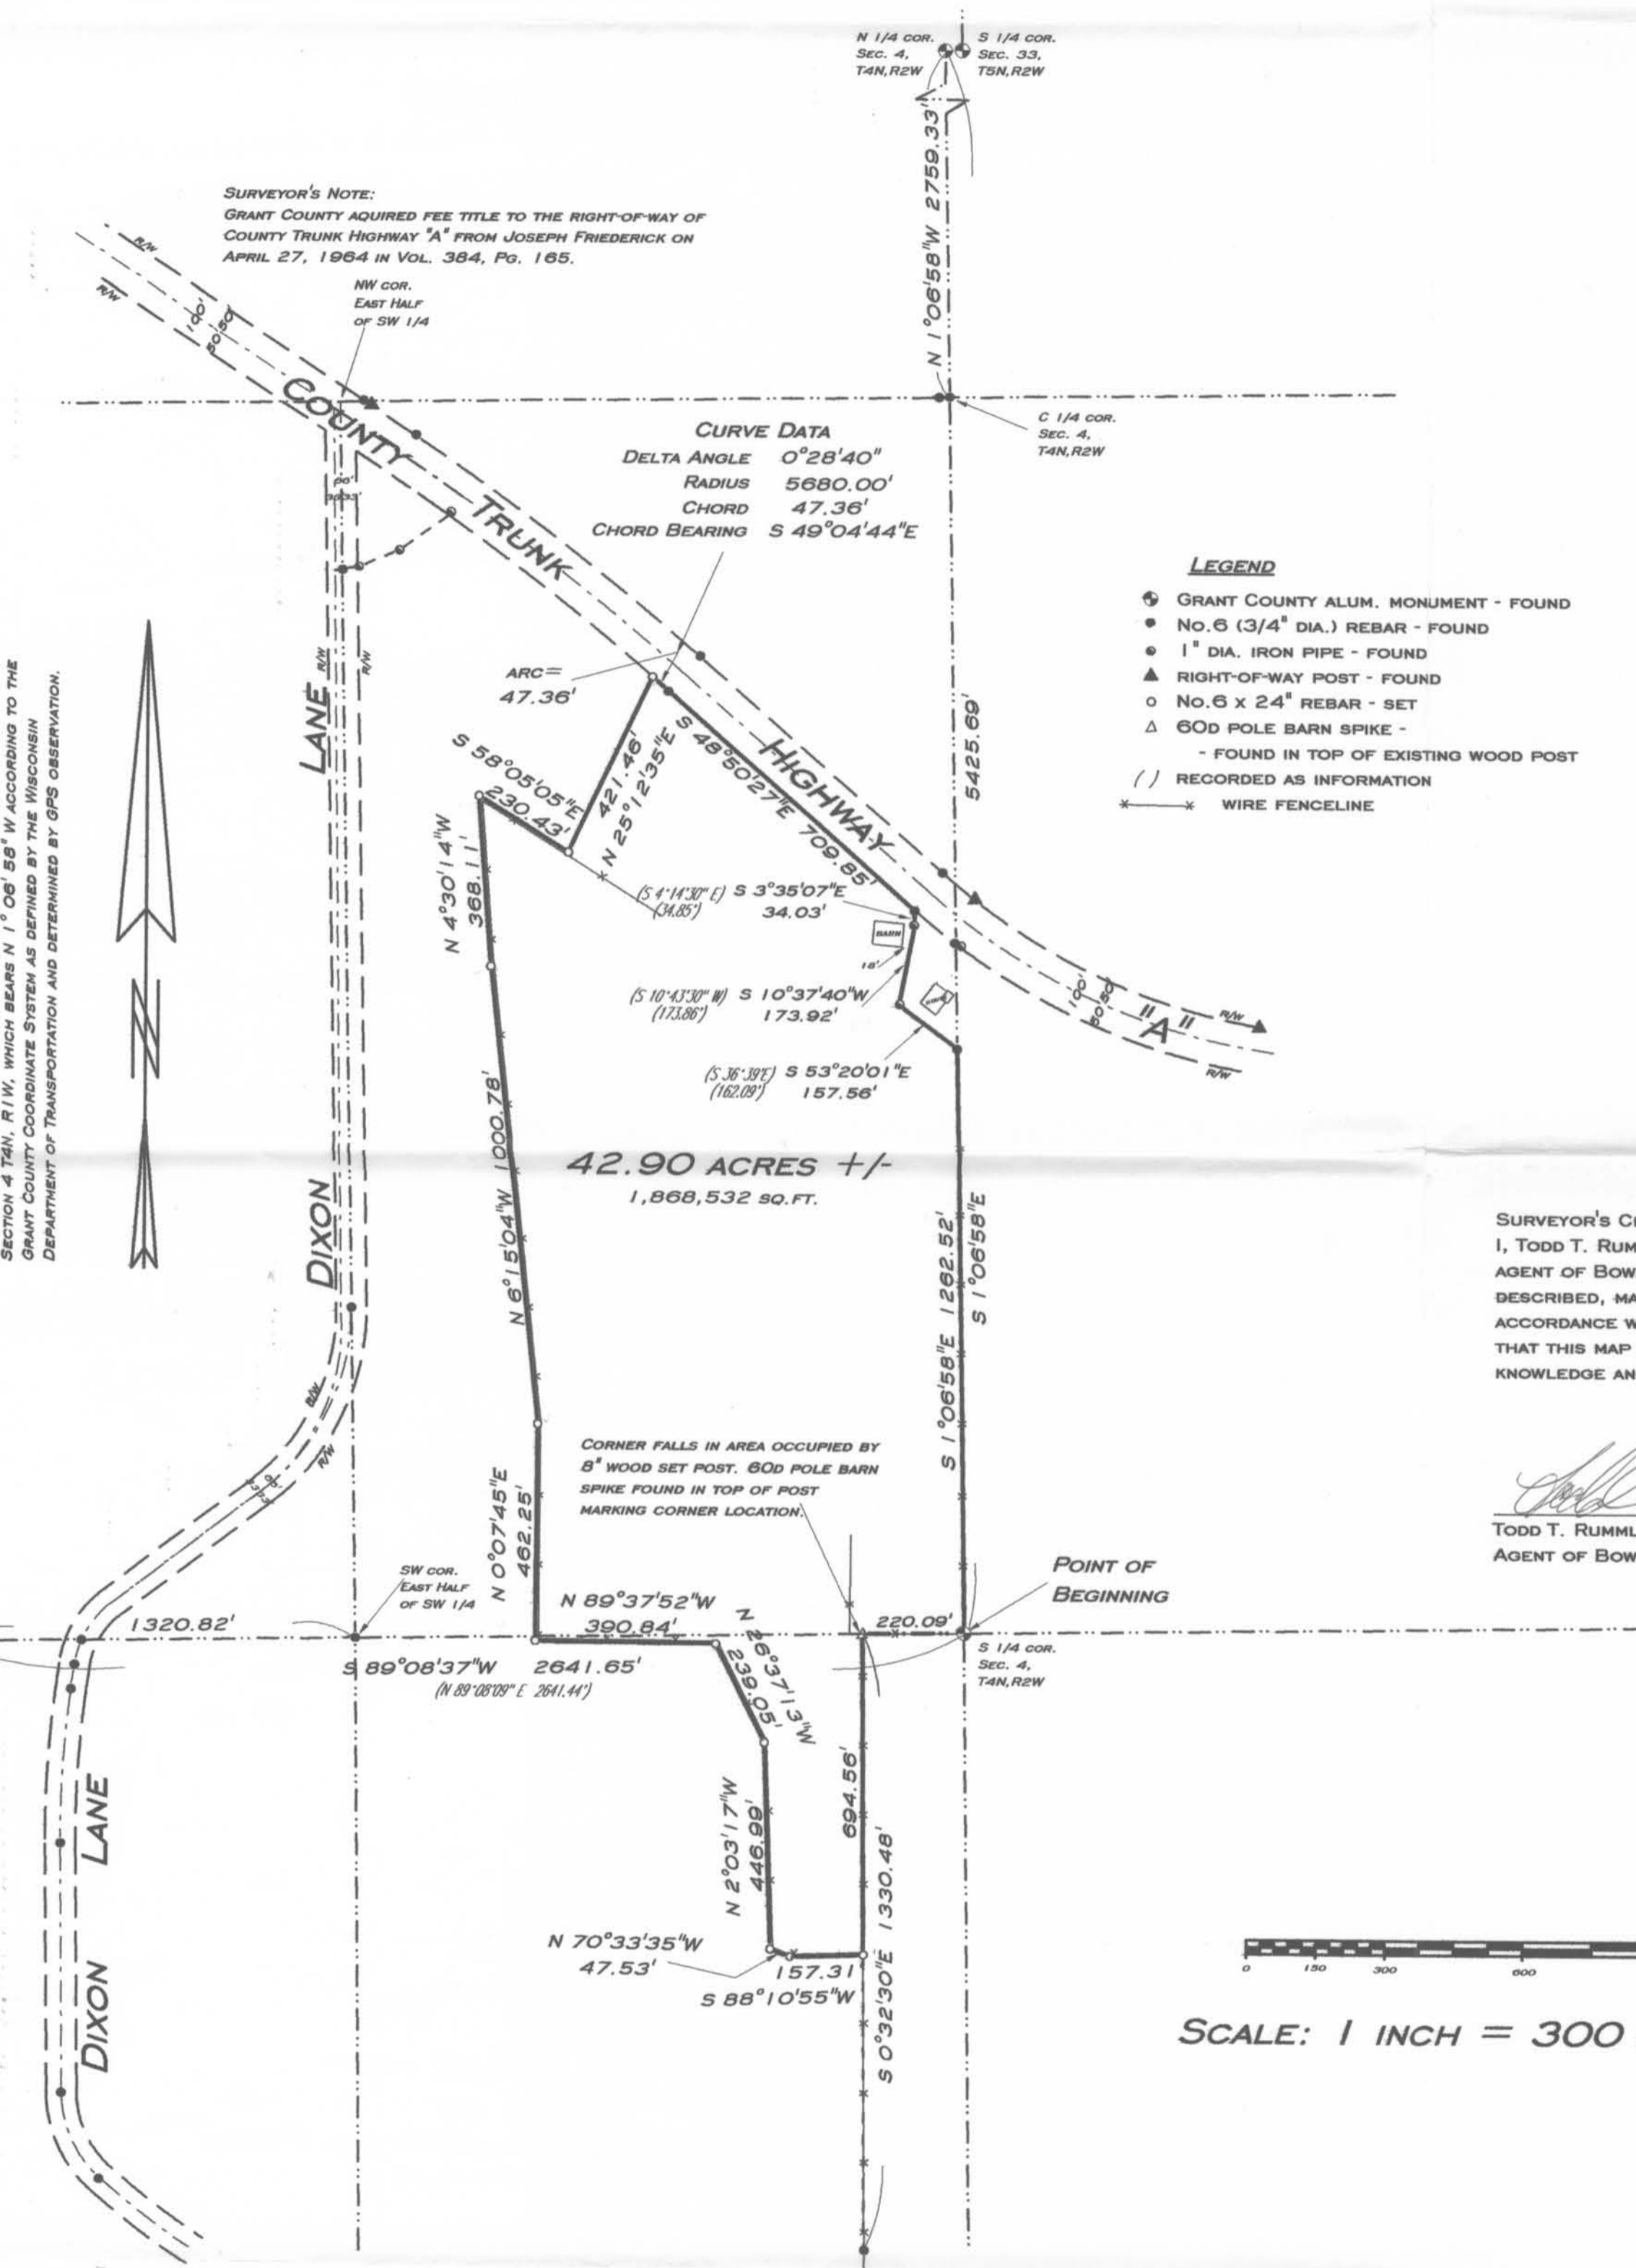 N 1/4 COR.
SEC. 4,
T4N,R2W
S 1/4 COR.
SEC. 33,
T5N,R2W
N 1°06'58"W 2759.33'
SURVEYOR'S NOTE:
GRANT COUNTY AQUIRED FEE TITLE TO THE RIGHT-OF-WAY OF
COUNTY TRUNK HIGHWAY "A" FROM JOSEPH FRIEDERICK ON
APRIL 27, 1964 IN VOL. 384, PG. 165.
R/W
R/W
NW COR.
EAST HALF
OF SW 1/4
50'
50'
COUNTY TRUNK HIGHWAY "A"
C 1/4 COR.
SEC. 4,
T4N,R2W
CURVE DATA
DELTA ANGLE 0°28'40"
RADIUS 5680.00'
CHORD 47.36'
CHORD BEARING S 49°04'44"E
LEGEND
GRANT COUNTY ALUM. MONUMENT - FOUND
NO.6 (3/4" DIA.) REBAR - FOUND
1" DIA. IRON PIPE - FOUND
RIGHT-OF-WAY POST - FOUND
NO.6 X 24" REBAR - SET
60D POLE BARN SPIKE -
- FOUND IN TOP OF EXISTING WOOD POST
( ) RECORDED AS INFORMATION
WIRE FENCELINE
SECTION 4 T4N, R1W, WHICH BEARS N 1° 06' 58" W ACCORDING TO THE
GRANT COUNTY COORDINATE SYSTEM AS DEFINED BY THE WISCONSIN
DEPARTMENT OF TRANSPORTATION AND DETERMINED BY GPS OBSERVATION.
N
DIXON LANE
R/W
R/W
ARC=
47.36'
S 58°05'05"E
230.43'
421.46'
N 25°12'35"E
S 48°50'27"E 709.85'
5425.69'
N 4°30'14"W
368.11'
(S 4°14'30" E) S 3°35'07"E
(34.85') 34.03'
BARN
18'
(S 10°43'30" W) S 10°37'40"W
(173.86') 173.92'
(S 36°39'E) S 53°20'01"E
(162.09') 157.56'
50'
50'
R/W
R/W
N 6°15'04"W 1000.78'
42.90 ACRES +/-
1,868,532 SQ.FT.
S 1°06'58"E 1262.52'
S 1°06'58"E
SURVEYOR'S
I, TODD T.
AGENT OF
DESCRIBED,
ACCORDANCE
THAT THIS MAP
KNOWLEDGE
R/W
R/W
CORNER FALLS IN AREA OCCUPIED BY
8" WOOD SET POST. 60D POLE BARN
SPIKE FOUND IN TOP OF POST
MARKING CORNER LOCATION.
N 0°07'45"E
462.25'
TODD T.
AGENT OF
SW COR.
EAST HALF
OF SW 1/4
POINT OF
BEGINNING
1320.82'
N 89°37'52"W
390.84'
220.09'
S 89°08'37"W 2641.65'
(N 89°08'09" E 2641.44')
S 1/4 COR.
SEC. 4,
T4N,R2W
N 26°37'13"W
239.05'
DIXON LANE
N 2°03'17"W
446.99'
694.56'
S 0°32'30"E 1330.48'
N 70°33'35"W
47.53'
157.31'
S 88°10'55"W
0 150 300 600
SCALE: 1 INCH = 300